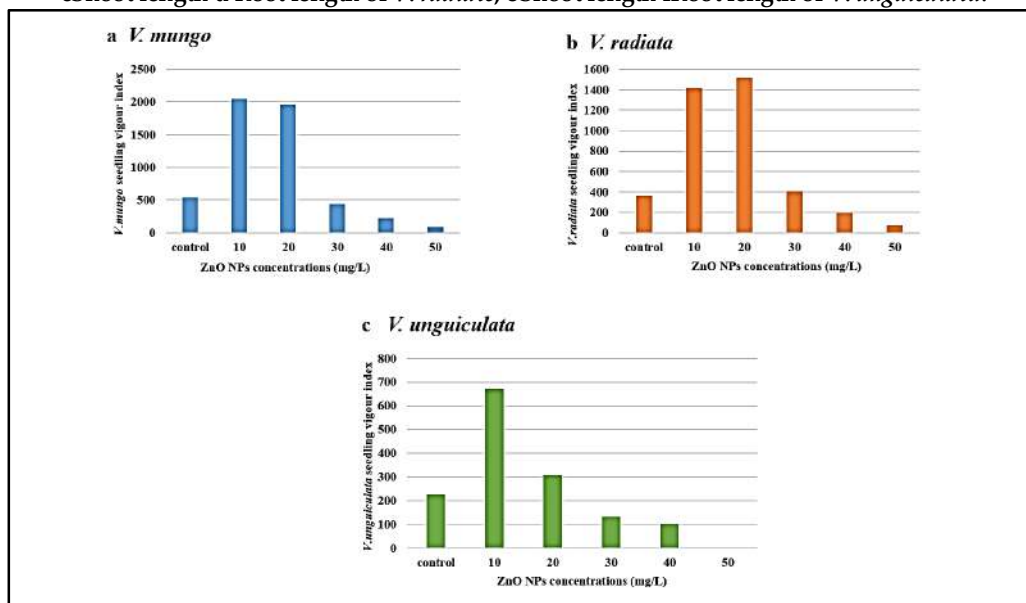 a V. mungo
V.mungo seedling vigour index
2500
2000
1500
1000
500
0
control 10 20 30 40 50
ZnO NPs concentrations (mg/L)
b V. radiata
V.radiata seedling vigour index
1600
1400
1200
1000
800
600
400
200
0
control 10 20 30 40 50
ZnO NPs concentrations (mg/L)
c V. unguiculata
V.unguiculata seedling vigour index
800
700
600
500
400
300
200
100
0
control 10 20 30 40 50
ZnO NPs concentrations (mg/L)